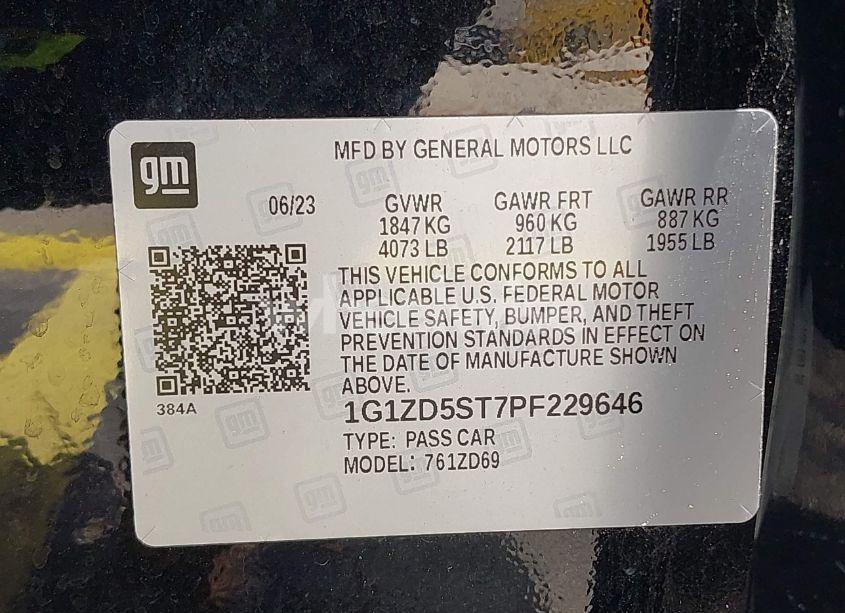 gm
MFD BY GENERAL MOTORS LLC
06/23
GVWR GAWR FRT GAWR RR
1847 KG 960 KG 887 KG
4073 LB 2117 LB 1955 LB
THIS VEHICLE CONFORMS TO ALL
APPLICABLE U.S. FEDERAL MOTOR
VEHICLE SAFETY, BUMPER, AND THEFT
PREVENTION STANDARDS IN EFFECT ON
THE DATE OF MANUFACTURE SHOWN
ABOVE.
384A
1G1ZD5ST7PF229646
TYPE: PASS CAR
MODEL: 761ZD69